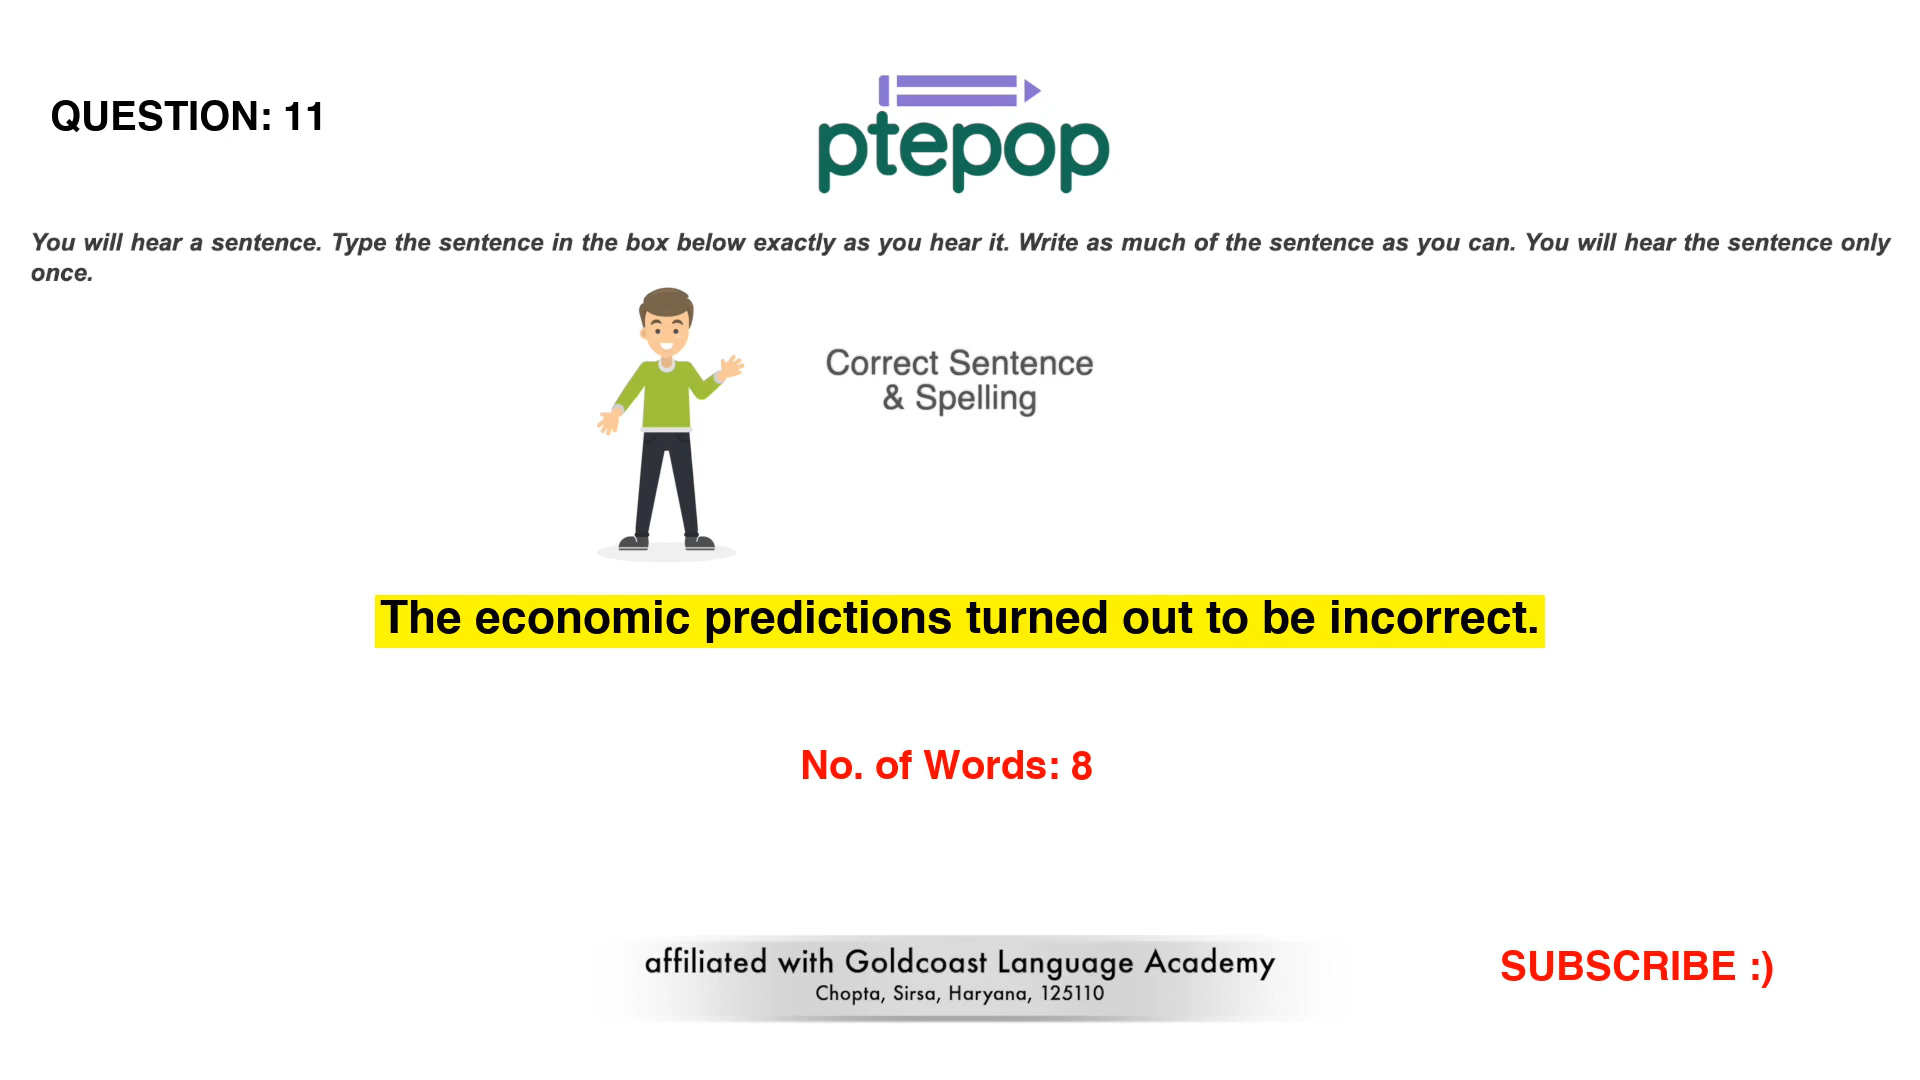 QUESTION: 11
ptepop
You will hear a sentence. Type the sentence in the box below exactly as you hear it. Write as much of the sentence as you can. You will hear the sentence only
once.
Correct Sentence
& Spelling
The economic predictions turned out to be incorrect.
No. of Words: 8
affiliated with Goldcoast Language Academy
Chopta, Sirsa, Haryana, 125110
SUBSCRIBE :)